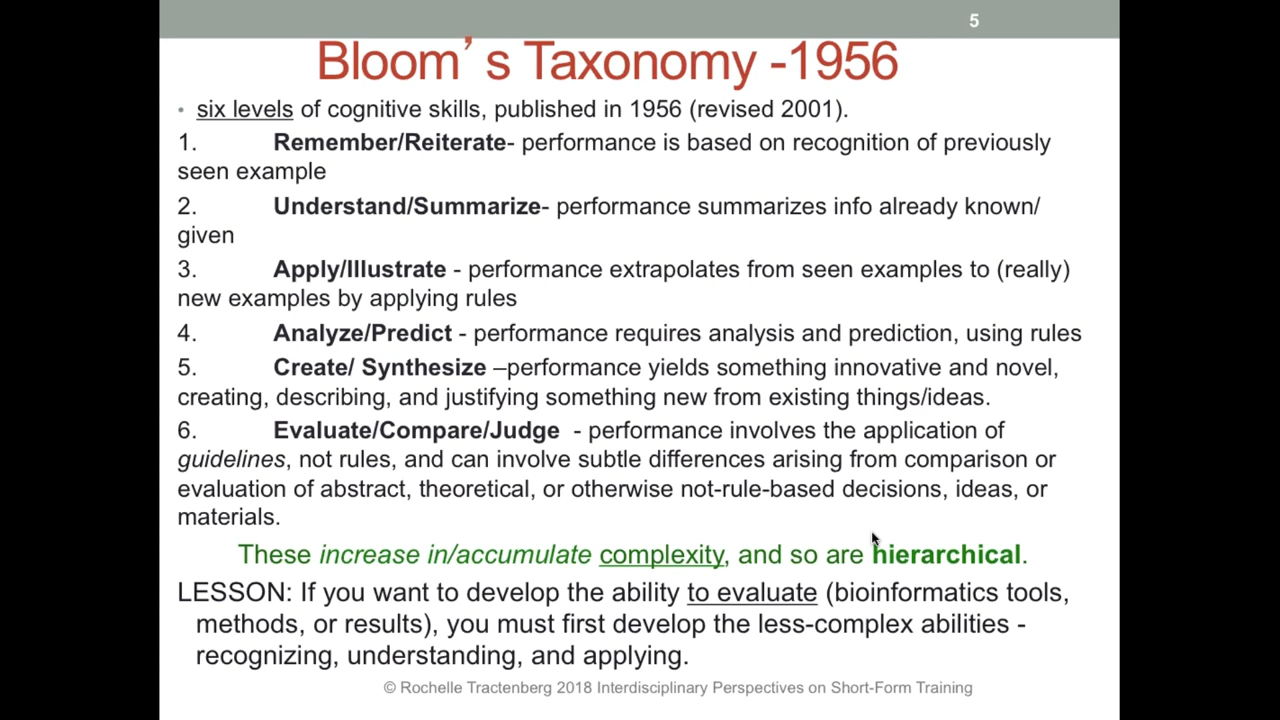 5
Bloom’s Taxonomy -1956
• six levels of cognitive skills, published in 1956 (revised 2001).
1. Remember/Reiterate- performance is based on recognition of previously
seen example
2. Understand/Summarize- performance summarizes info already known/
given
3. Apply/Illustrate - performance extrapolates from seen examples to (really)
new examples by applying rules
4. Analyze/Predict - performance requires analysis and prediction, using rules
5. Create/ Synthesize –performance yields something innovative and novel,
creating, describing, and justifying something new from existing things/ideas.
6. Evaluate/Compare/Judge - performance involves the application of
guidelines, not rules, and can involve subtle differences arising from comparison or
evaluation of abstract, theoretical, or otherwise not-rule-based decisions, ideas, or
materials.
These increase in/accumulate complexity, and so are hierarchical.
LESSON: If you want to develop the ability to evaluate (bioinformatics tools,
methods, or results), you must first develop the less-complex abilities -
recognizing, understanding, and applying.
© Rochelle Tractenberg 2018 Interdisciplinary Perspectives on Short-Form Training